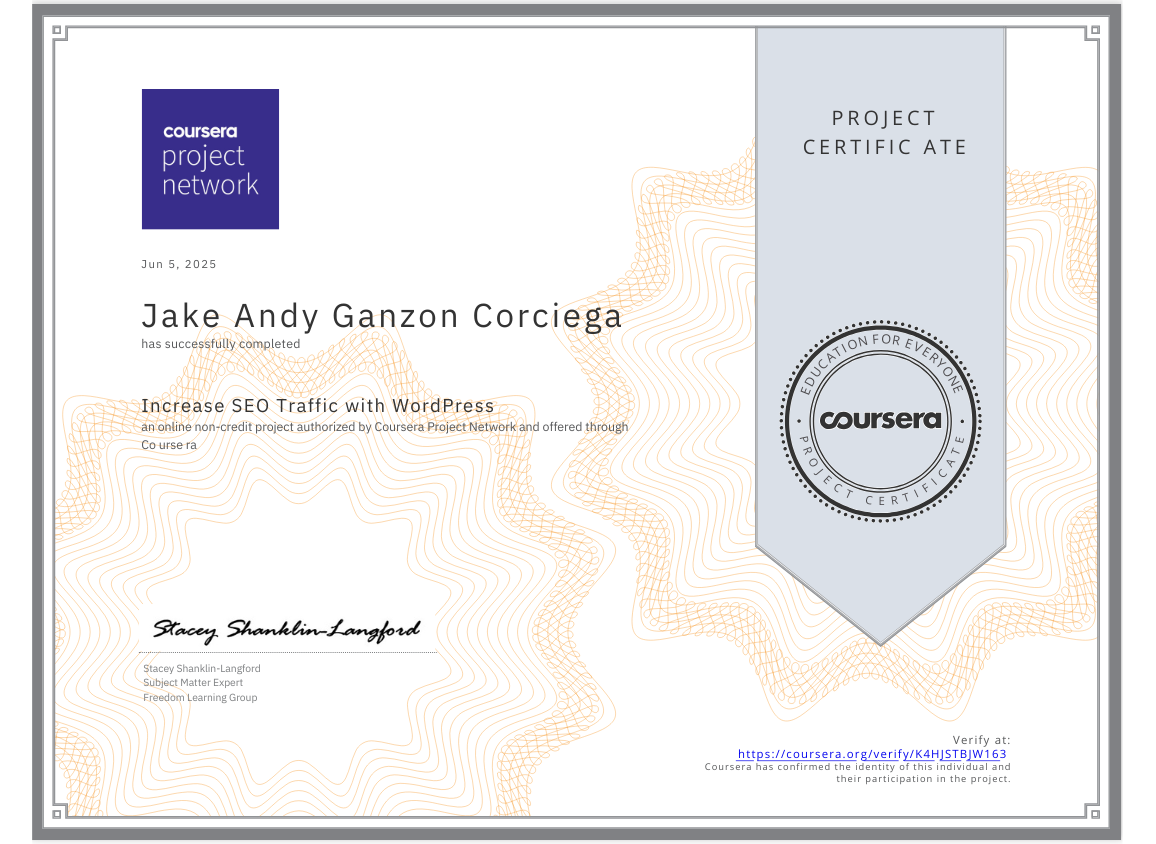 coursera
project
network
Jun 5, 2025
Jake Andy Ganzon Corciega
has successfully completed
Increase SEO Traffic with WordPress
an online non-credit project authorized by Coursera Project Network and offered through
Co urse ra
Stacey Shanklin-Langford
Stacey Shanklin-Langford
Subject Matter Expert
Freedom Learning Group
PROJECT
CERTIFIC ATE
EDUCATION FOR EVERYONE
coursera
PROJECT CERTIFICATE
Verify at:
https://coursera.org/verify/K4HJSTBJW163
Coursera has confirmed the identity of this individual and
their participation in the project.